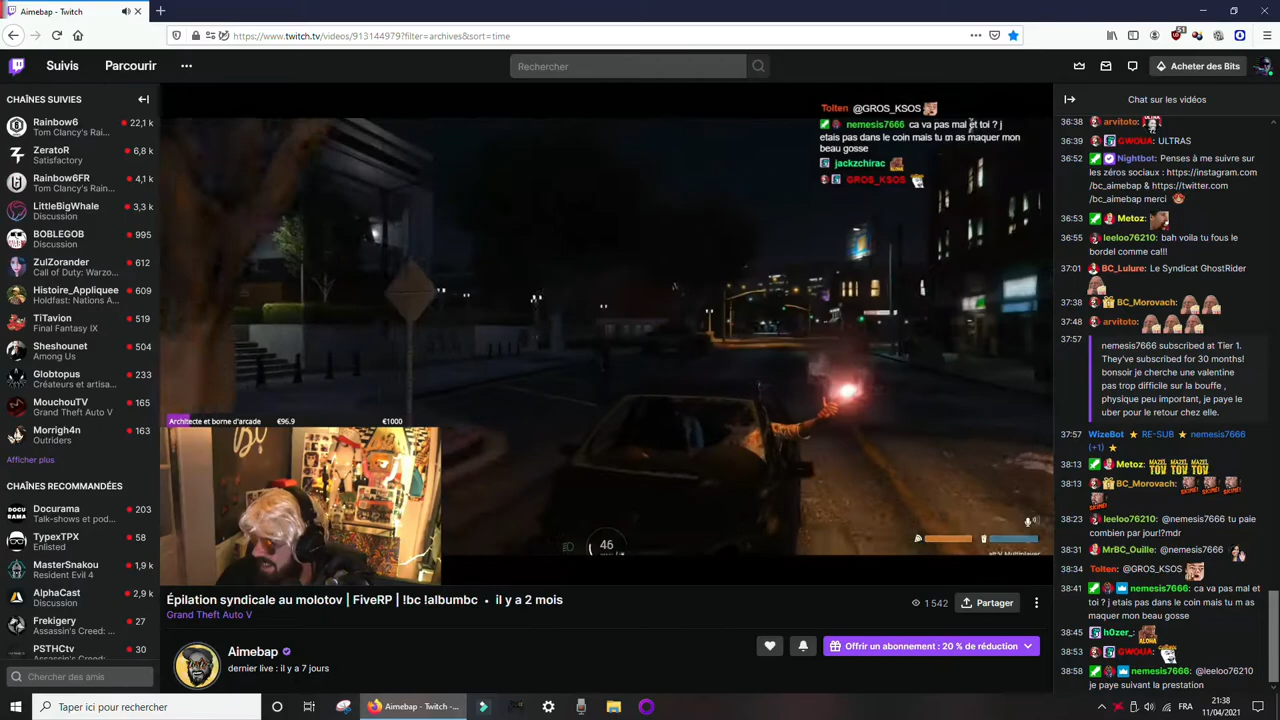 Aimebap - Twitch
https://www.twitch.tv/videos/913144979?filter=archives&sort=time
51
Suivis
Parcourir
Rechercher
Acheter des Bits
CHAÎNES SUIVIES
Rainbow6
22,1 k
Tom Clancy's Rai...
ZeratoR
6,8 k
Satisfactory
Rainbow6FR
4,1 k
Tom Clancy's Rai...
LittleBigWhale
3,3 k
Discussion
BOBLEGOB
995
Discussion
ZulZorander
612
Call of Duty: Warzo...
Histoire_Appliquee
609
Holdfast: Nations A...
TiTavion
519
Final Fantasy IX
Sheshounet
504
Among Us
Globtopus
233
Créateurs et artisa...
MouchouTV
165
Grand Theft Auto V
Morrigh4n
163
Outriders
Afficher plus
CHAÎNES RECOMMANDÉES
Docurama
203
Talk-shows et pod...
TypexTPX
58
Enlisted
MasterSnakou
1,9 k
Resident Evil 4
AlphaCast
2,9 k
Discussion
Frekigery
27
Escape from Tarkov
PSTHCtv
30
Assassin's Creed: ...
Chercher des amis
Tolten @GROS_KSOS
nemesis7666 ca va pas mal et toi ? j
etais pas dans le coin mais tu m as maquer mon
beau gosse
jackzchirac
GROS_KSOS
Architecte et borne d'arcade
€96.9
€1000
46
alt:V Multiplayer
Épilation syndicale au molotov | FiveRP | !bc !albumbc • il y a 2 mois
Grand Theft Auto V
1 542
Partager
Aimebap
dernier live : il y a 7 jours
Offrir un abonnement : 20 % de réduction
Chat sur les vidéos
36:38 arvitoto:
36:39 GWOUA: ULTRAS
36:52 Nightbot: Penses à me suivre sur
les zéros sociaux : https://instagram.com
/bc_aimebap & https://twitter.com
/bc_aimebap merci
36:53 Metoz:
36:55 leeloo76210: bah voila tu fous le
bordel comme ca!!!
37:01 BC_Lulure: Le Syndicat GhostRider
37:38 BC_Morovach:
37:48 arvitoto:
37:57
nemesis7666 subscribed at Tier 1.
They've subscribed for 30 months!
bonsoir je cherche une valentine
pas trop difficile sur la bouffe ,
physique peu important, je paye le
uber pour le retour chez elle.
37:57 WizeBot ★ RE-SUB ★ nemesis7666
(+1) ★
38:13 Metoz: MAZEL TOV MAZEL TOV MAZEL TOV
38:13 BC_Morovach:
38:23 leeloo76210: @nemesis7666 tu paie
combien par jour!?mdr
38:31 MrBC_Ouille: @nemesis7666
38:34 Tolten: @GROS_KSOS
38:41 nemesis7666: ca va pas mal et
toi ? j etais pas dans le coin mais tu m as
maquer mon beau gosse
38:45 h0zer_:
38:53 GWOUA:
38:58 nemesis7666: @leeloo76210
je paye suivant la prestation
Taper ici pour rechercher
Aimebap - Twitch -...
FRA
21:38
11/04/2021